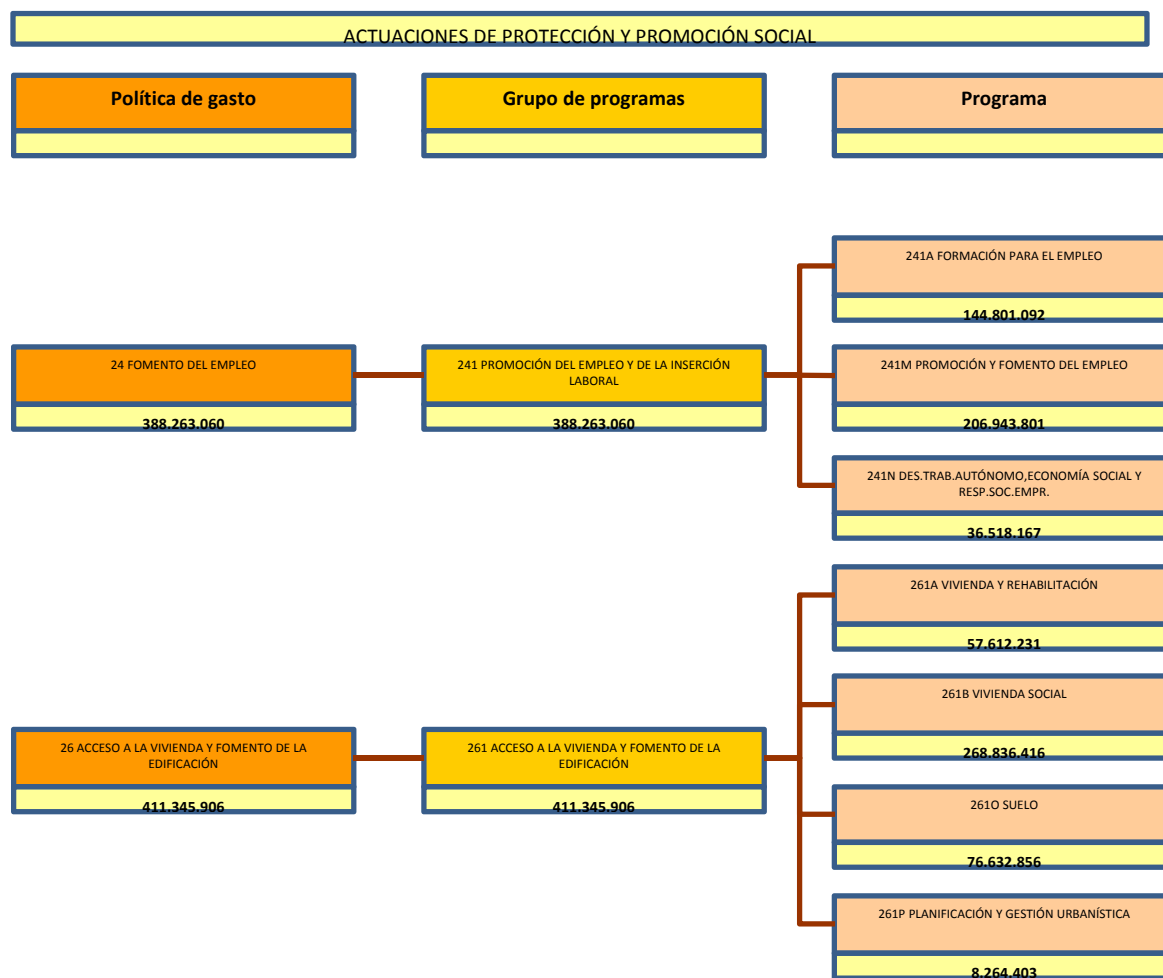 ACTUACIONES DE PROTECCIÓN Y PROMOCIÓN SOCIAL
Política de gasto
Grupo de programas
Programa
24 FOMENTO DEL EMPLEO
388.263.060
241 PROMOCIÓN DEL EMPLEO Y DE LA INSERCIÓN
LABORAL
388.263.060
241A FORMACIÓN PARA EL EMPLEO
144.801.092
241M PROMOCIÓN Y FOMENTO DEL EMPLEO
206.943.801
241N DES.TRAB.AUTÓNOMO,ECONOMÍA SOCIAL Y
RESP.SOC.EMPR.
36.518.167
26 ACCESO A LA VIVIENDA Y FOMENTO DE LA
EDIFICACIÓN
411.345.906
261 ACCESO A LA VIVIENDA Y FOMENTO DE LA
EDIFICACIÓN
411.345.906
261A VIVIENDA Y REHABILITACIÓN
57.612.231
261B VIVIENDA SOCIAL
268.836.416
261O SUELO
76.632.856
261P PLANIFICACIÓN Y GESTIÓN URBANÍSTICA
8.264.403